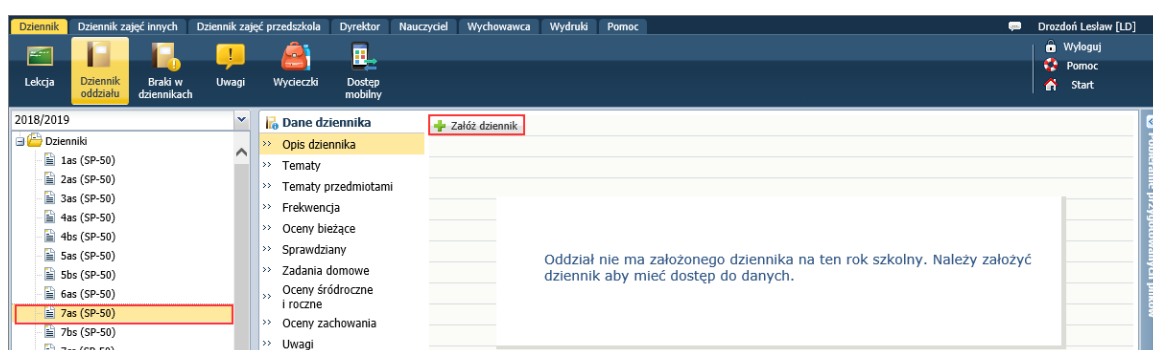 Dziennik Dziennik zajęć innych Dziennik zajęć przedszkola Dyrektor Nauczyciel Wychowawca Wydruki Pomoc Drozdoń Lesław [LD]
Lekcja
Dziennik oddziału
Braki w dziennikach
Uwagi
Wycieczki
Dostęp mobilny
Wyloguj
Pomoc
Start
2018/2019
Dzienniki
1as (SP-50)
2as (SP-50)
3as (SP-50)
4as (SP-50)
4bs (SP-50)
5as (SP-50)
5bs (SP-50)
6as (SP-50)
7as (SP-50)
7bs (SP-50)
Dane dziennika
Opis dziennika
Tematy
Tematy przedmiotami
Frekwencja
Oceny bieżące
Sprawdziany
Zadania domowe
Oceny śródroczne
i roczne
Oceny zachowania
Uwagi
Załóż dziennik
Oddział nie ma założonego dziennika na ten rok szkolny. Należy założyć
dziennik aby mieć dostęp do danych.
Pobieranie przygotowanych plików